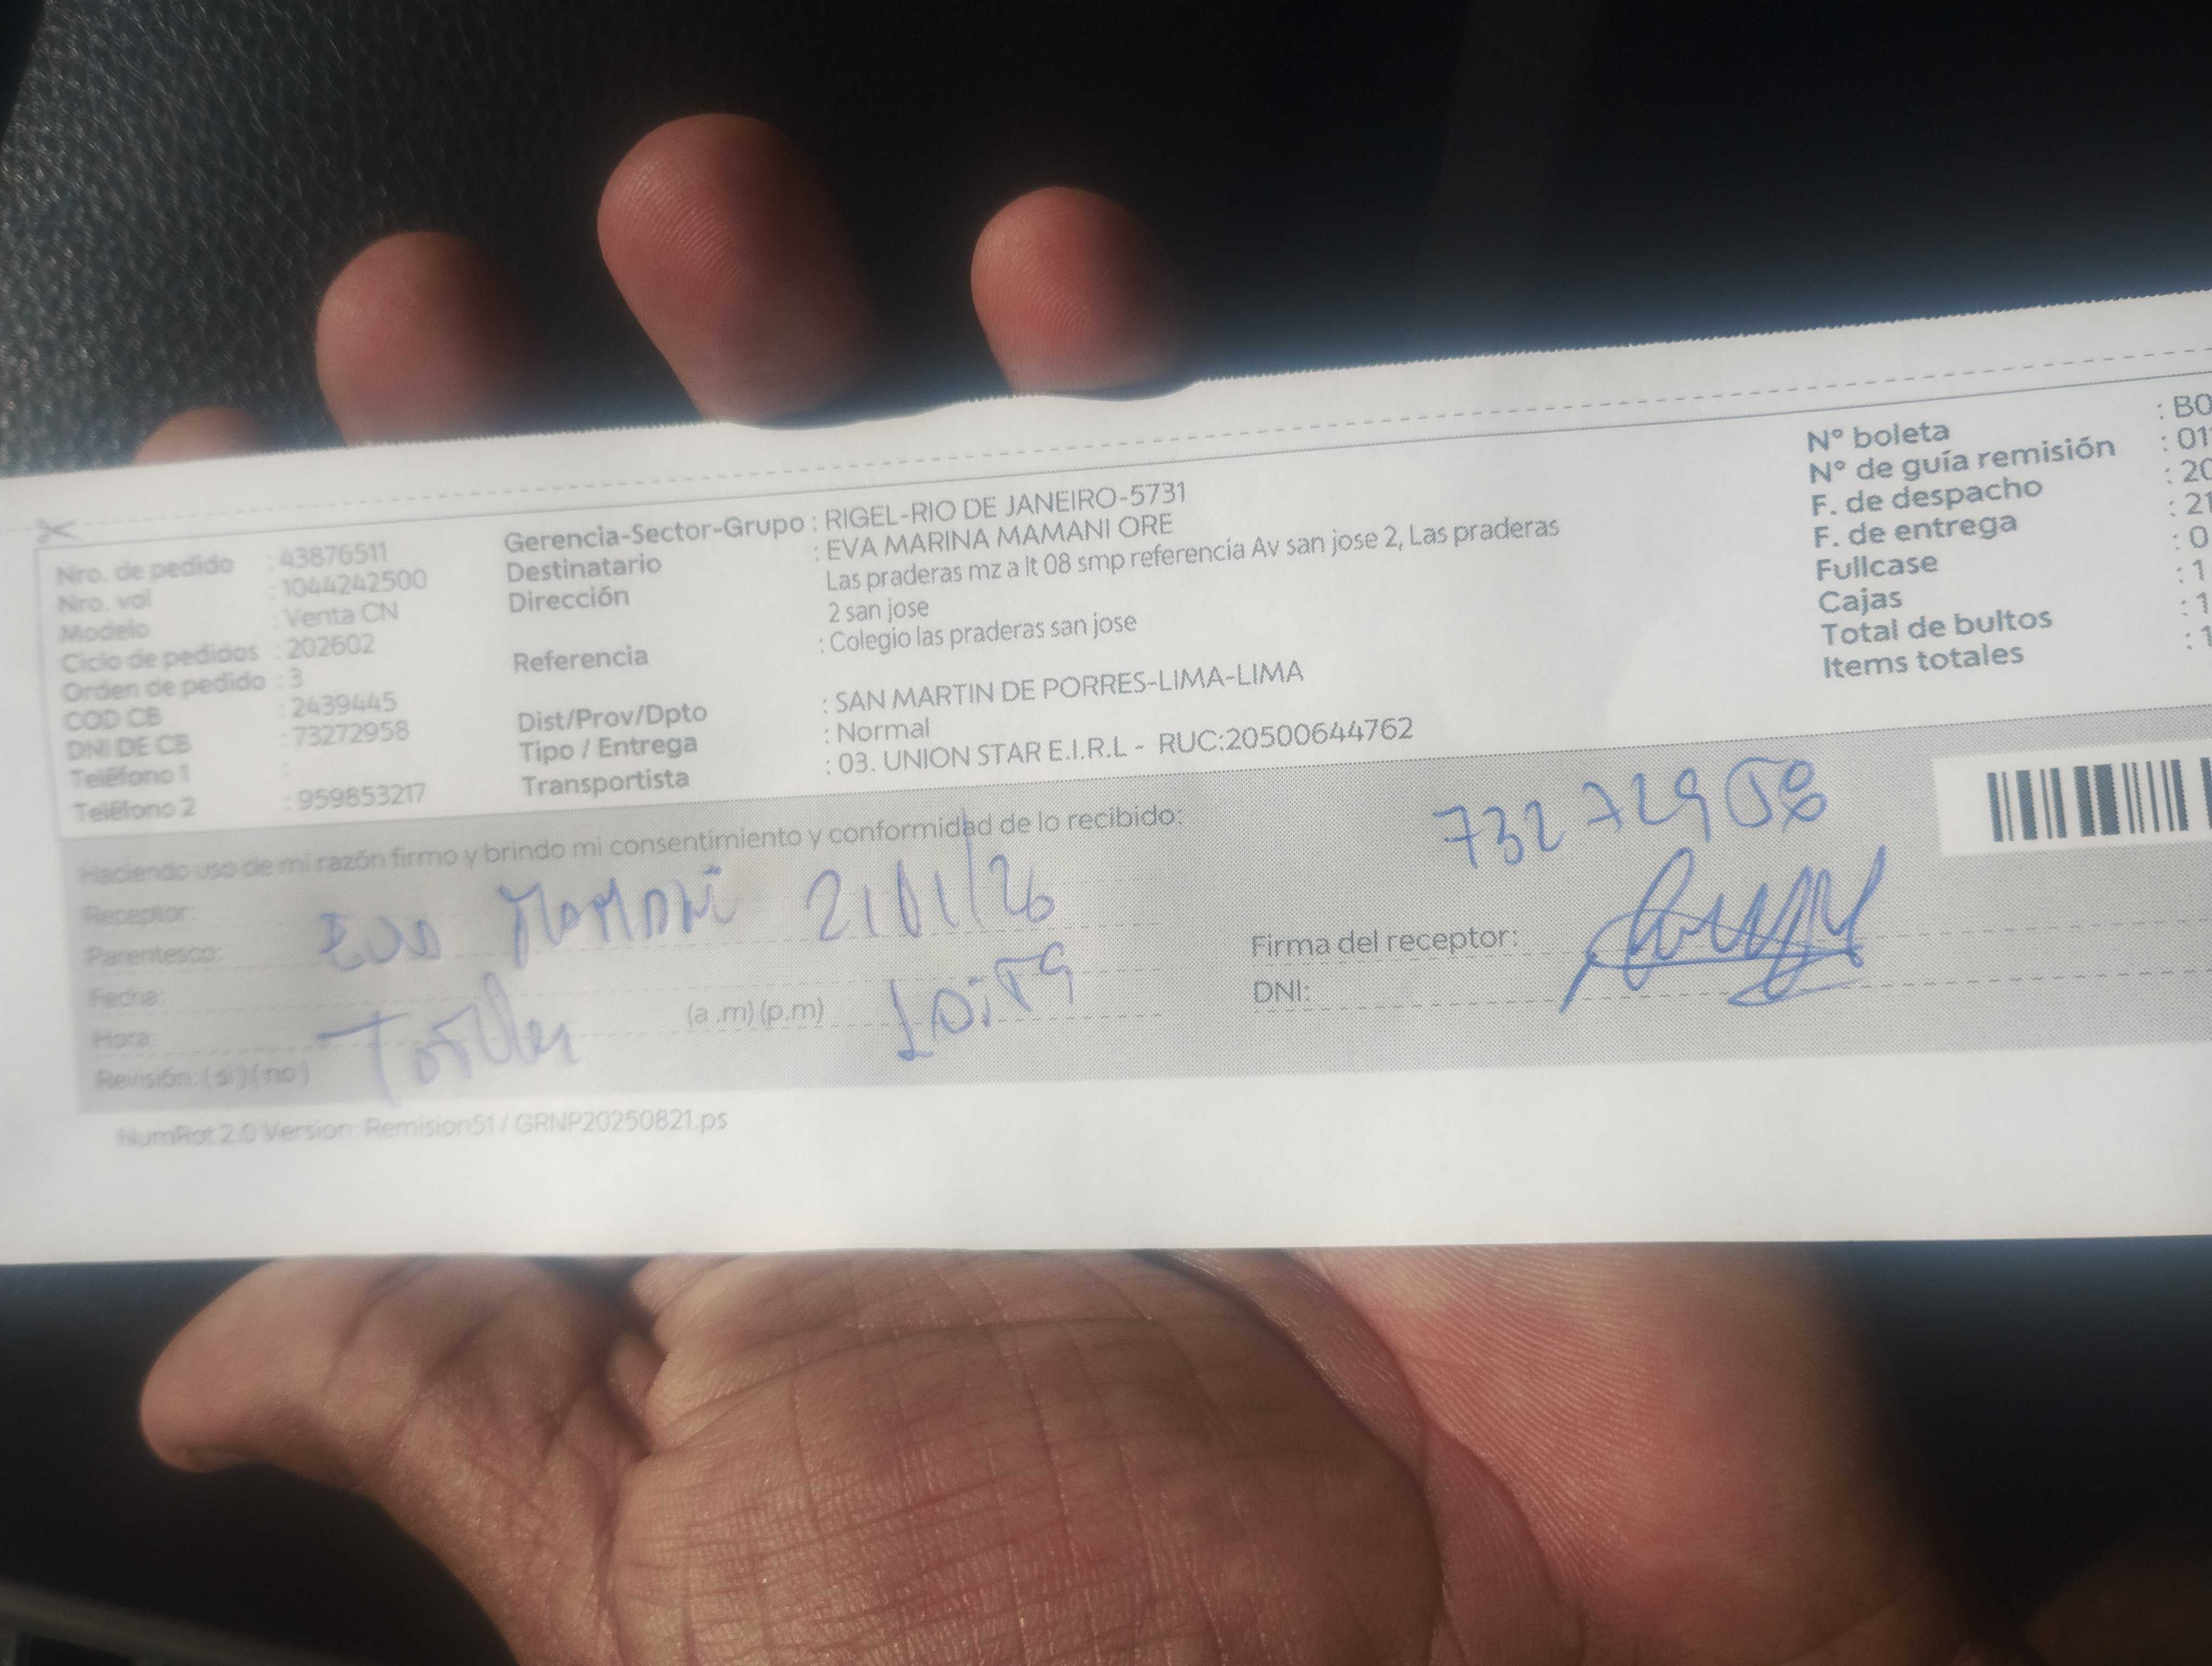 Nro. de pedido : 43876511
Nro. vol : 1044242500
Modelo : Venta CN
Ciclo de pedidos : 202602
Orden de pedido : 3
COD CB : 2439445
DNI DE CB : 73272958
Teléfono 1 :
Teléfono 2 : 959853217
Gerencia-Sector-Grupo : RIGEL-RIO DE JANEIRO-5731
Destinatario : EVA MARINA MAMANI ORE
Dirección Las praderas mz a lt 08 smp referencia Av san jose 2, Las praderas
2 san jose
Referencia : Colegio las praderas san jose
Dist/Prov/Dpto : SAN MARTIN DE PORRES-LIMA-LIMA
Tipo / Entrega : Normal
Transportista : 03. UNION STAR E.I.R.L - RUC:20500644762
N° boleta : B0
N° de guía remisión : 01
F. de despacho : 20
F. de entrega : 21
Fullcase : 0
Cajas : 1
Total de bultos : 1
Items totales : 1
Haciendo uso de mi razón firmo y brindo mi consentimiento y conformidad de lo recibido:
Receptor:
Parentesco:
Fecha:
Hora: (a .m) (p.m)
Revisión: (si) (no)
Eva Mamani 21/01/26
73272958
Firma del receptor:
DNI:
NumRot 2.0 Version: Remision51 / GRNP20250821.ps